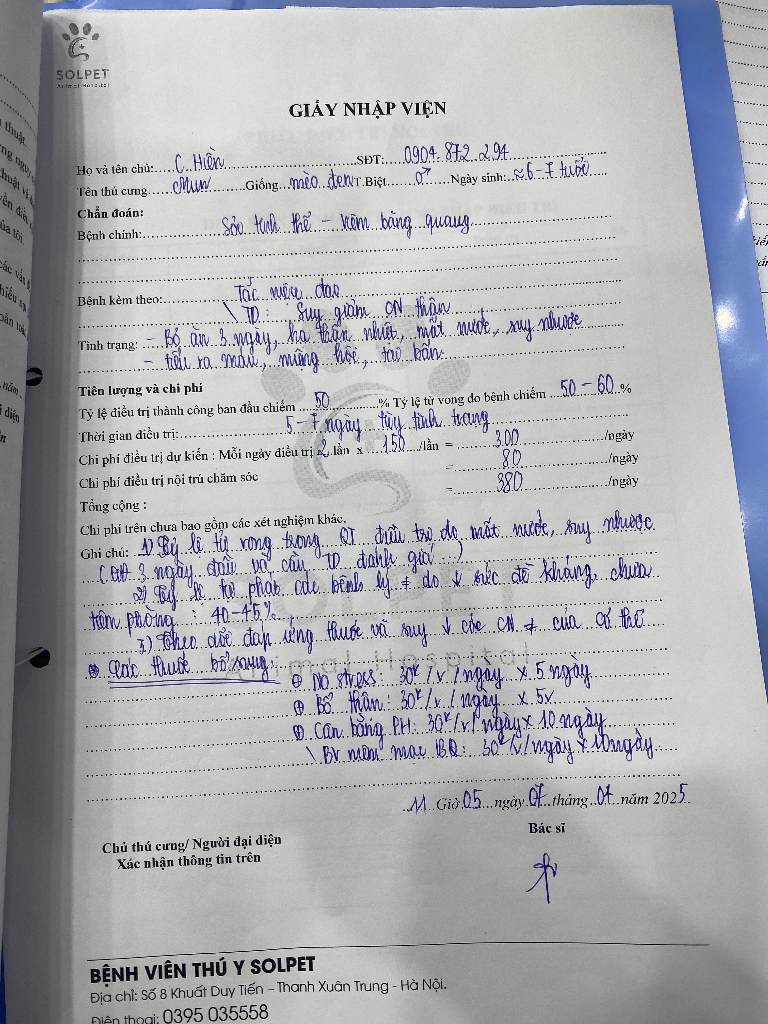 SOLPET
Animal Hospital
GIẤY NHẬP VIỆN
Họ và tên chủ: C. Hiền SĐT: 0904.872.294
Tên thú cưng Mun Giống mèo đen T.Biệt ♂ Ngày sinh: ≈6-7 tuổi
Chẩn đoán:
Bệnh chính: Sỏi tinh thể - viêm bàng quang
Bệnh kèm theo: Tắc niệu đạo
\ TD: Suy giảm CN thận
Tình trạng: - Bỏ ăn 3 ngày, hạ thân nhiệt, mất nước, suy nhược
- tiểu ra máu, miệng hôi, táo bón
Tiên lượng và chi phí
Tỷ lệ điều trị thành công ban đầu chiếm 50 % Tỷ lệ tử vong do bệnh chiếm 50-60 %
Thời gian điều trị: 5-7 ngày tùy tình trạng
Chi phí điều trị dự kiến : Mỗi ngày điều trị 2 lần x 150 /lần = 300 /ngày
Chi phí điều trị nội trú chăm sóc = 80 /ngày
Tổng cộng : = 380 /ngày
Chi phí trên chưa bao gồm các xét nghiệm khác.
Ghi chú: 1) Tỷ lệ tử vong trong QT điều trị do mất nước, suy nhược
3 ngày đầu và cần TD đánh giá )
2) Tỷ lệ tự phát các bệnh lý ≠ do ↓ sức đề kháng, chưa
tiêm phòng : 40-45%
3) Theo dõi đáp ứng thuốc và suy ↓ các CN ≠ của cơ thể
⊕ Các thuốc bổ sung:
⊕ No stress: 30k/v/ngày x 5 ngày
⊕ Bổ thận: 30k/v/ngày x 5v
⊕ Cân bằng PH: 30k/v/ngày x 10 ngày
\ Bv niêm mạc BQ: 30k/v/ngày x 10 ngày
11 Giờ 05 ngày 07 tháng 07 năm 2025
Chủ thú cưng/ Người đại diện
Xác nhận thông tin trên
Bác sĩ
BỆNH VIỆN THÚ Y SOLPET
Địa chỉ: Số 8 Khuất Duy Tiến – Thanh Xuân Trung - Hà Nội.
Điện thoại: 0395 035558